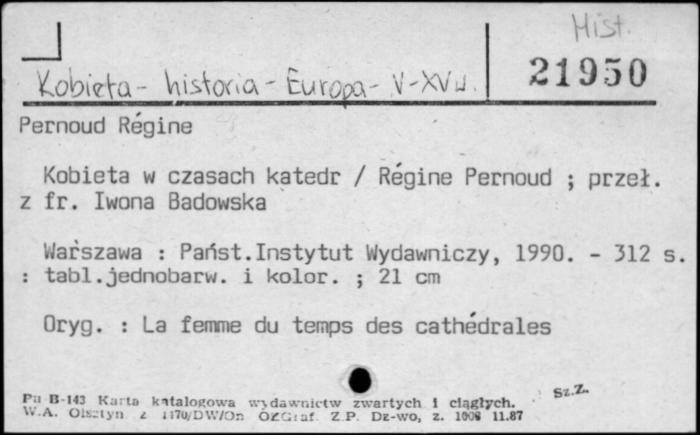 Hist.
Kobieta - historia - Europa - V-XV w.
21950
Pernoud Régine
Kobieta w czasach katedr / Régine Pernoud ; przeł.
z fr. Iwona Badowska
Warszawa : Państ.Instytut Wydawniczy, 1990. - 312 s.
: tabl.jednobarw. i kolor. ; 21 cm
Oryg. : La femme du temps des cathédrales
Sz.Z.
Pu B-143 Karta katalogowa wydawnictw zwartych i ciągłych.
W.A. Olsztyn z 1170/DW/On OZGraf. Z.P. Dz-wo, z. 1008 11.87